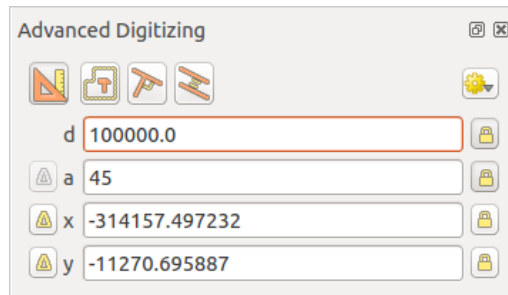 Advanced Digitizing
d 100000.0
a 45
x -314157.497232
y -11270.695887